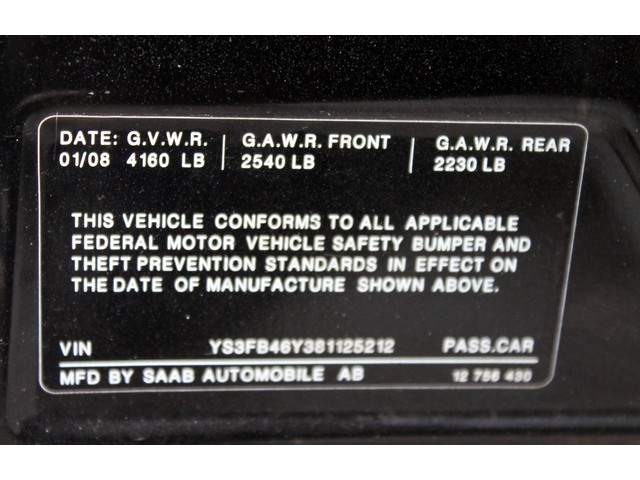 DATE: G.V.W.R. G.A.W.R. FRONT G.A.W.R. REAR
01/08 4160 LB 2540 LB 2230 LB
THIS VEHICLE CONFORMS TO ALL APPLICABLE
FEDERAL MOTOR VEHICLE SAFETY BUMPER AND
THEFT PREVENTION STANDARDS IN EFFECT ON
THE DATE OF MANUFACTURE SHOWN ABOVE.
VIN YS3FB46Y381125212 PASS.CAR
MFD BY SAAB AUTOMOBILE AB 12 756 430